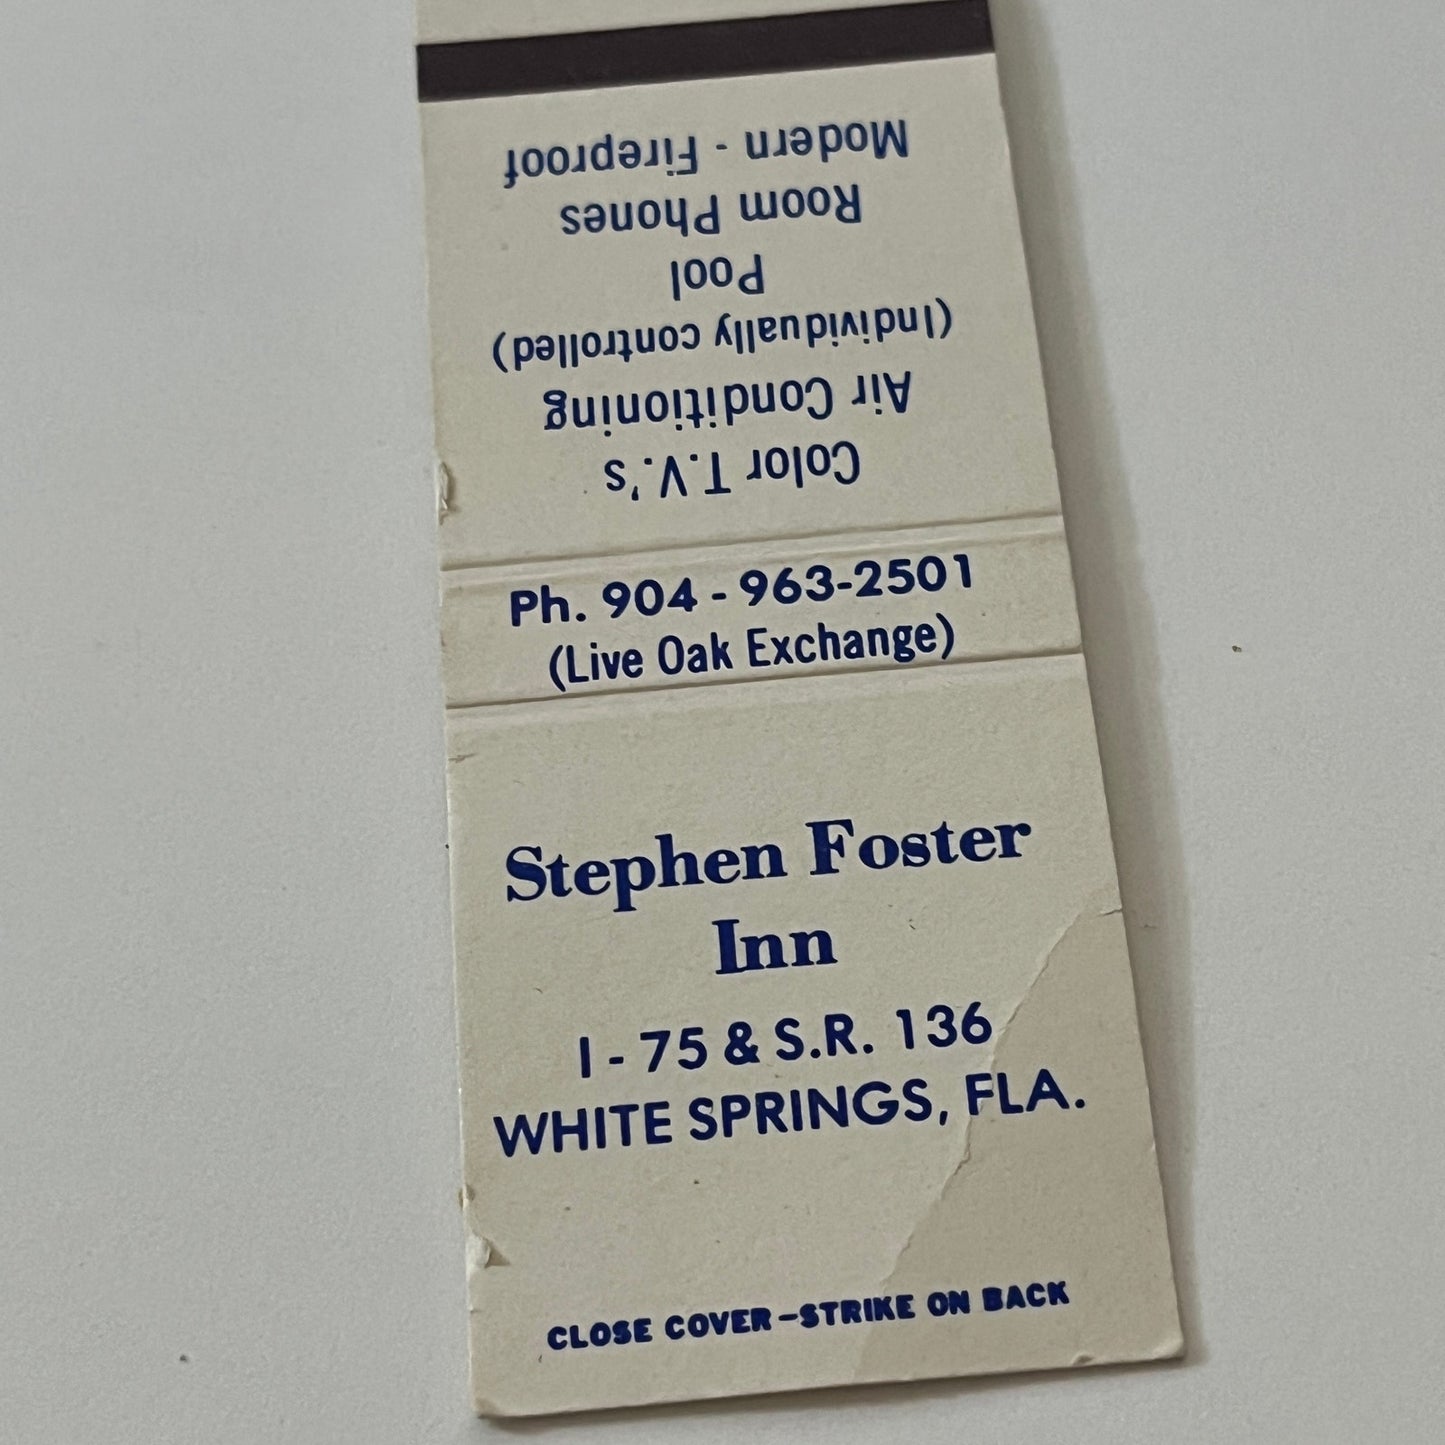 Color T.V.'s
Air Conditioning
(Individually controlled)
Pool
Room Phones
Modern - Fireproof
Ph. 904 - 963-2501
(Live Oak Exchange)
Stephen Foster
Inn
I - 75 & S.R. 136
WHITE SPRINGS, FLA.
CLOSE COVER - STRIKE ON BACK